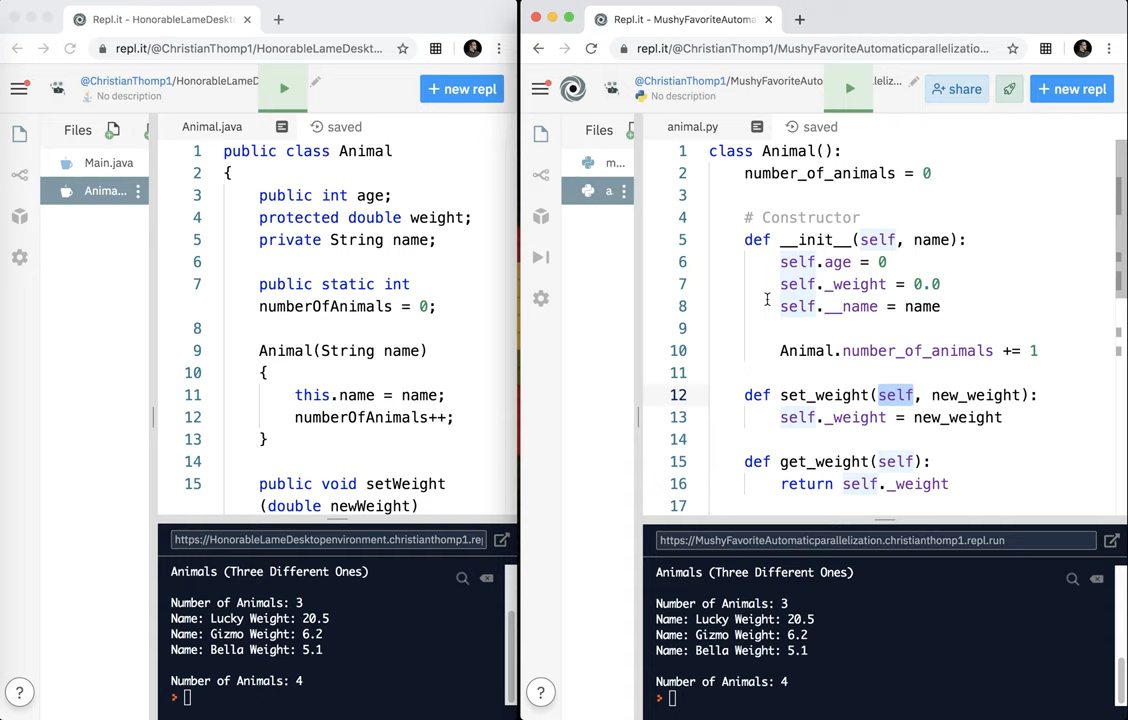 Repl.it - HonorableLameDeskt
repl.it/@ChristianThomp1/HonorableLameDeskt...
@ChristianThomp1/HonorableLameD
No description
+ new repl
Files
Main.java
Anima...
Animal.java
saved
1 public class Animal
2 {
3 public int age;
4 protected double weight;
5 private String name;
6
7 public static int
numberOfAnimals = 0;
8
9 Animal(String name)
10 {
11 this.name = name;
12 numberOfAnimals++;
13 }
14
15 public void setWeight
(double newWeight)
https://HonorableLameDesktopenvironment.christianthomp1.rep
Animals (Three Different Ones)
Number of Animals: 3
Name: Lucky Weight: 20.5
Name: Gizmo Weight: 6.2
Name: Bella Weight: 5.1
Number of Animals: 4
?
Repl.it - MushyFavoriteAutoma
repl.it/@ChristianThomp1/MushyFavoriteAutomaticparallelizatio...
@ChristianThomp1/MushyFavoriteAuto
leliz...
No description
share
+ new repl
Files
m...
a.
animal.py
saved
1 class Animal():
2 number_of_animals = 0
3
4 # Constructor
5 def __init__(self, name):
6 self.age = 0
7 self._weight = 0.0
8 self.__name = name
9
10 Animal.number_of_animals += 1
11
12 def set_weight(self, new_weight):
13 self._weight = new_weight
14
15 def get_weight(self):
16 return self._weight
17
https://MushyFavoriteAutomaticparallelization.christianthomp1.repl.run
Animals (Three Different Ones)
Number of Animals: 3
Name: Lucky Weight: 20.5
Name: Gizmo Weight: 6.2
Name: Bella Weight: 5.1
Number of Animals: 4
?